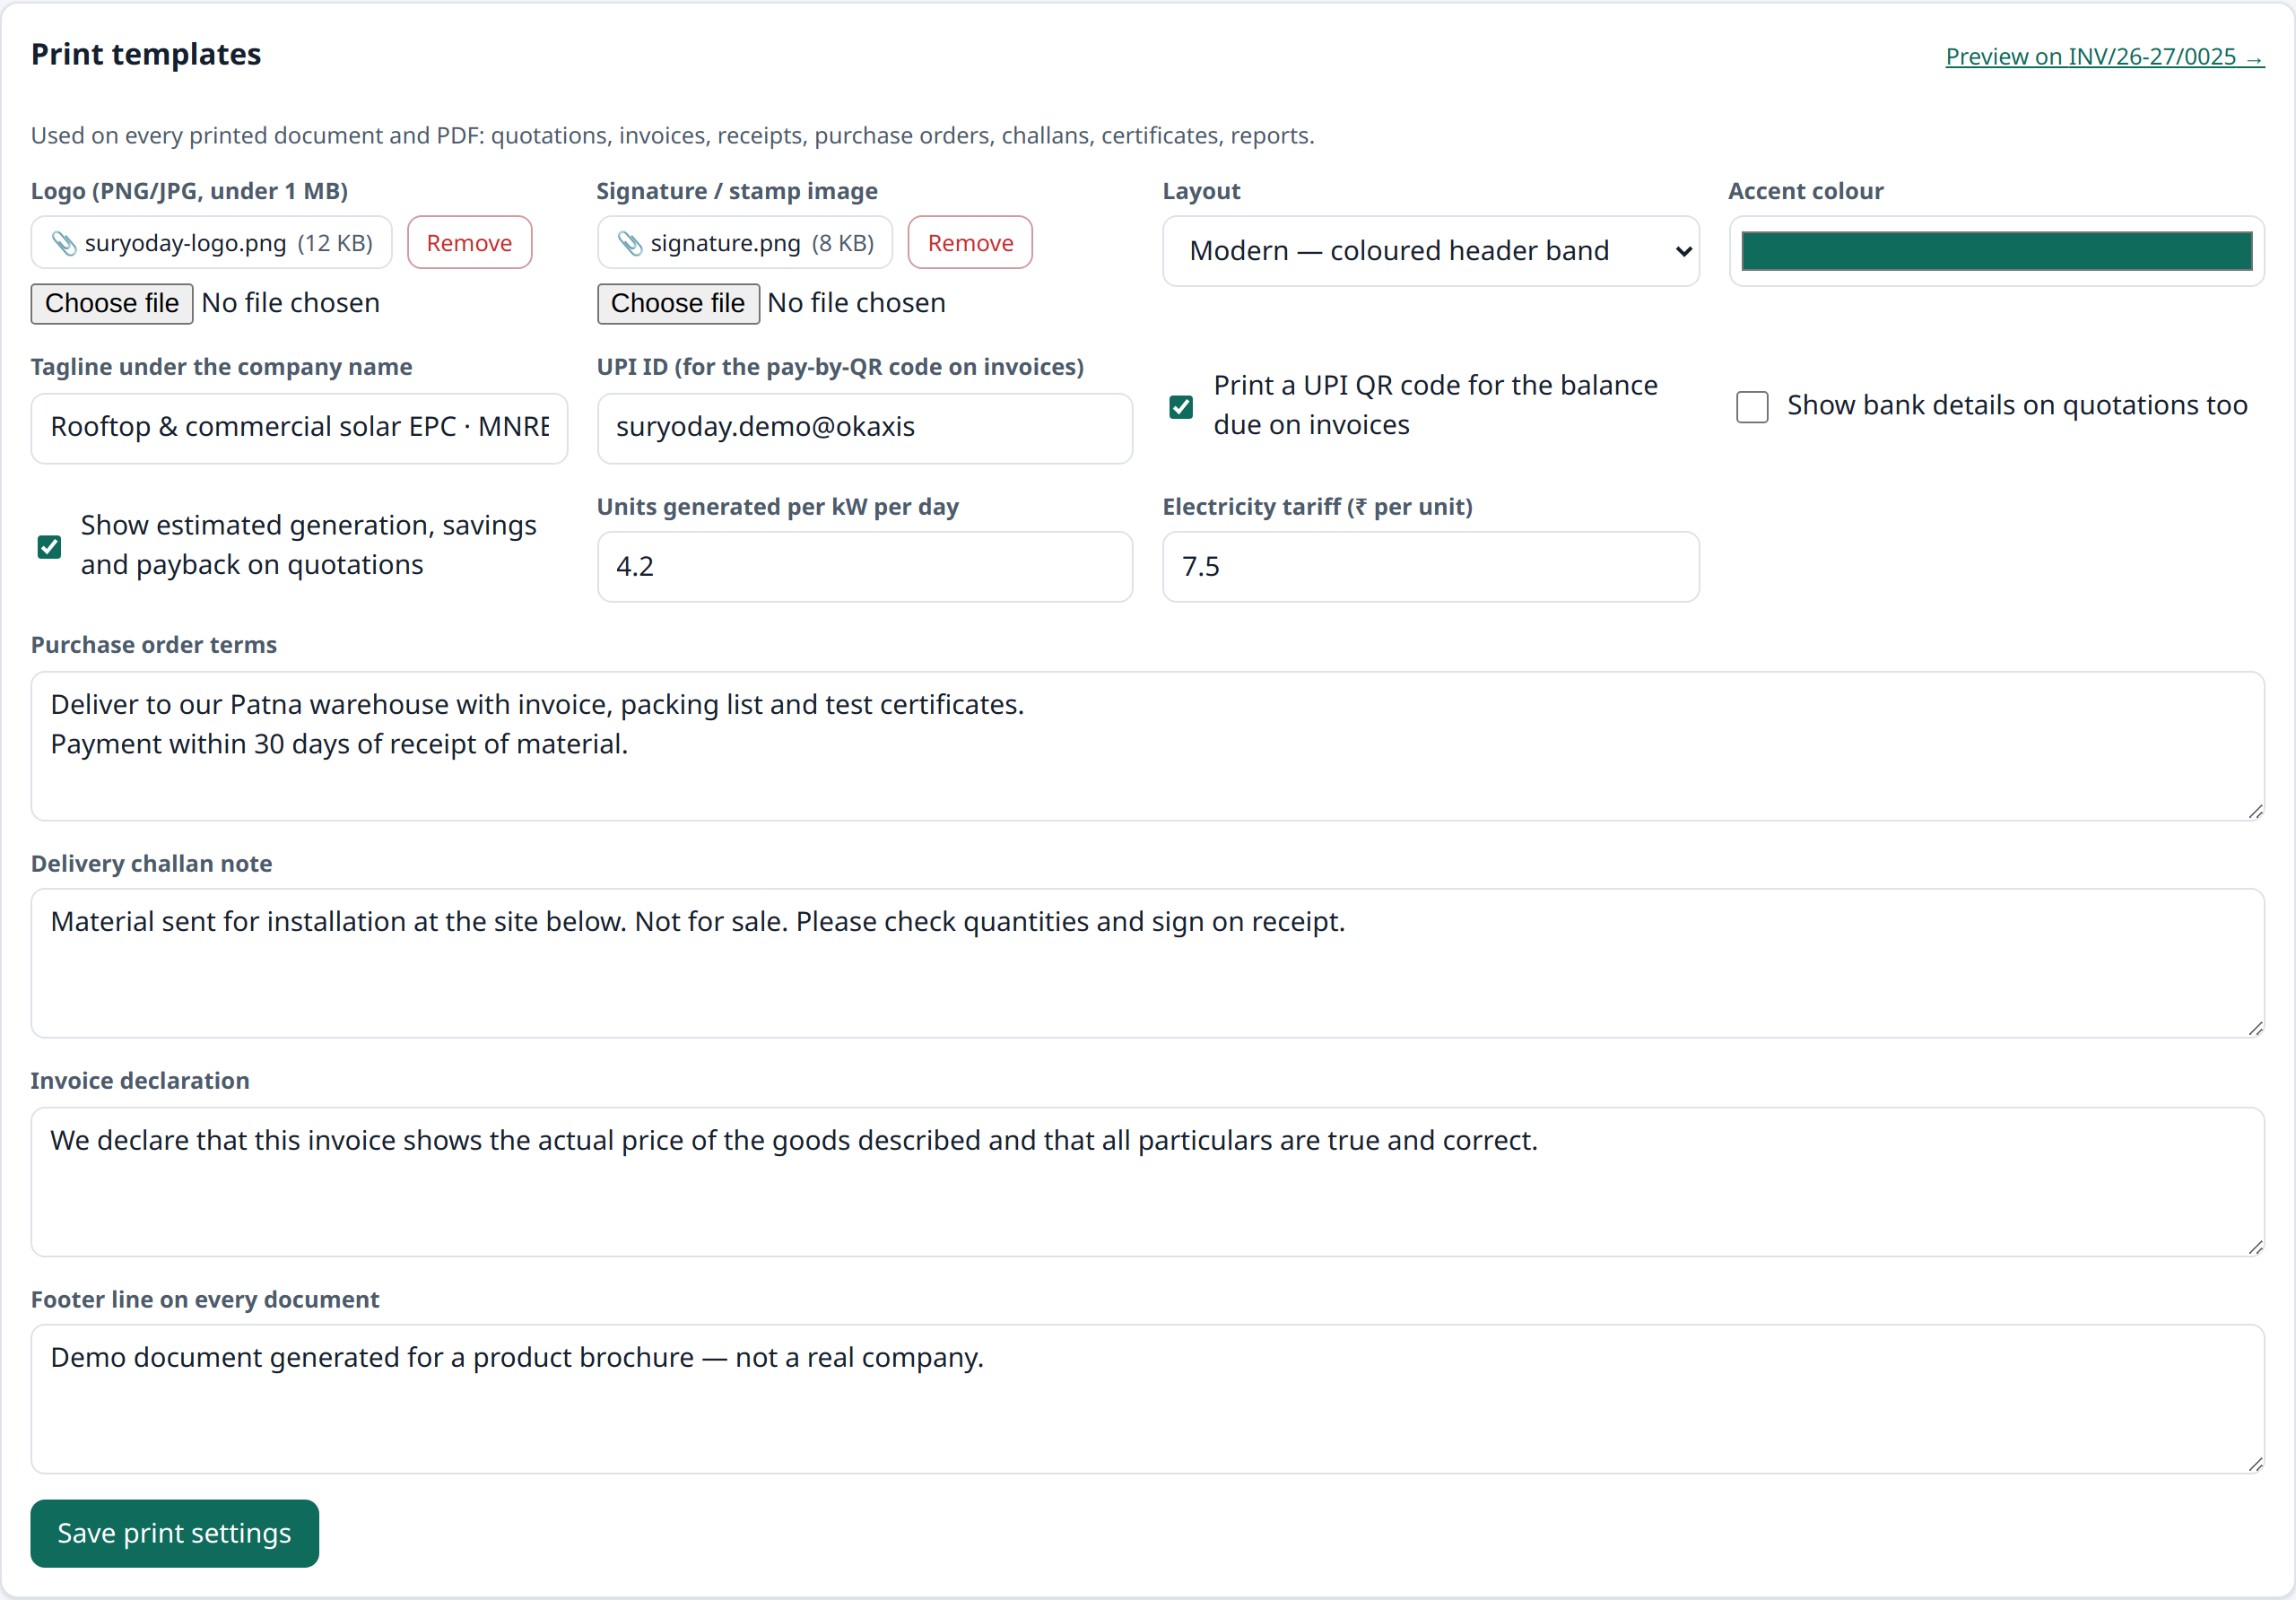 Print templates
Preview on INV/26-27/0025 →
Used on every printed document and PDF: quotations, invoices, receipts, purchase orders, challans, certificates, reports.
Logo (PNG/JPG, under 1 MB)
📎 suryoday-logo.png (12 KB)
Remove
Choose file No file chosen
Signature / stamp image
📎 signature.png (8 KB)
Remove
Choose file No file chosen
Layout
Modern — coloured header band
Accent colour
Tagline under the company name
Rooftop & commercial solar EPC · MNRE
UPI ID (for the pay-by-QR code on invoices)
suryoday.demo@okaxis
Print a UPI QR code for the balance
due on invoices
Show bank details on quotations too
Show estimated generation, savings
and payback on quotations
Units generated per kW per day
4.2
Electricity tariff (₹ per unit)
7.5
Purchase order terms
Deliver to our Patna warehouse with invoice, packing list and test certificates.
Payment within 30 days of receipt of material.
Delivery challan note
Material sent for installation at the site below. Not for sale. Please check quantities and sign on receipt.
Invoice declaration
We declare that this invoice shows the actual price of the goods described and that all particulars are true and correct.
Footer line on every document
Demo document generated for a product brochure — not a real company.
Save print settings